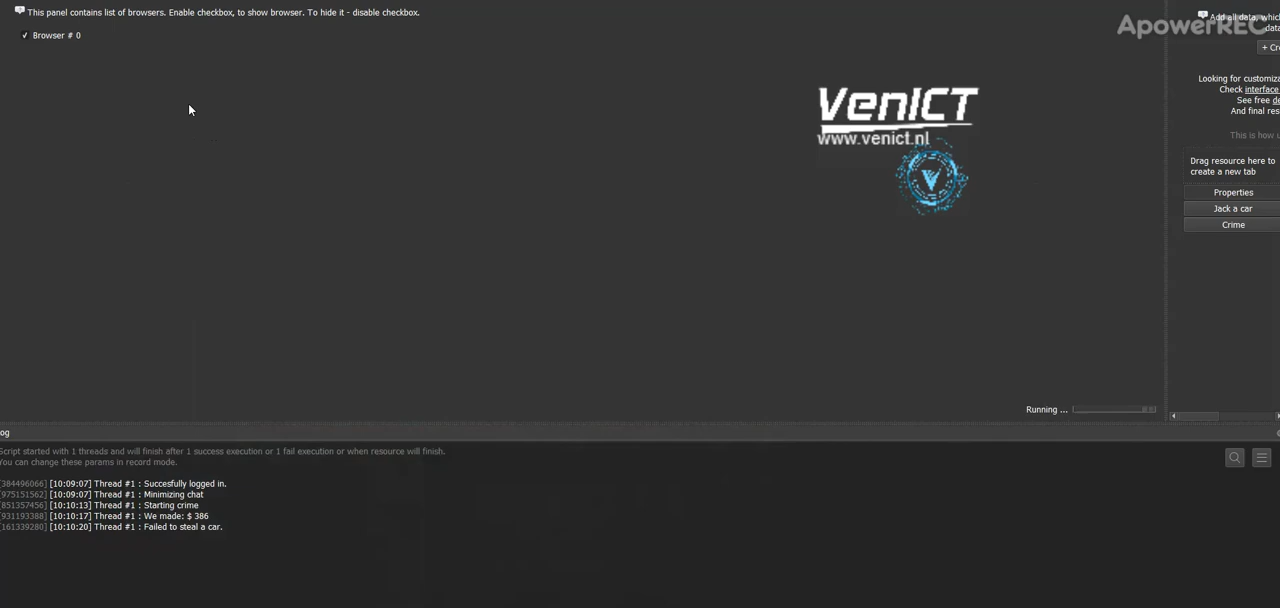 This panel contains list of browsers. Enable checkbox, to show browser. To hide it - disable checkbox.
Browser # 0
ApowerREC
Add all data, whic
data
+ Cr
VenICT
www.venict.nl
Looking for customiza
Check interface
See free de
And final res
This is how u
Drag resource here to
create a new tab
Properties
Jack a car
Crime
Running ...
og
Script started with 1 threads and will finish after 1 success execution or 1 fail execution or when resource will finish.
You can change these params in record mode.
[384496066] [10:09:07] Thread #1 : Succesfully logged in.
[975151562] [10:09:07] Thread #1 : Minimizing chat
[851357456] [10:10:13] Thread #1 : Starting crime
[931193388] [10:10:17] Thread #1 : We made: $ 386
[161339280] [10:10:20] Thread #1 : Failed to steal a car.